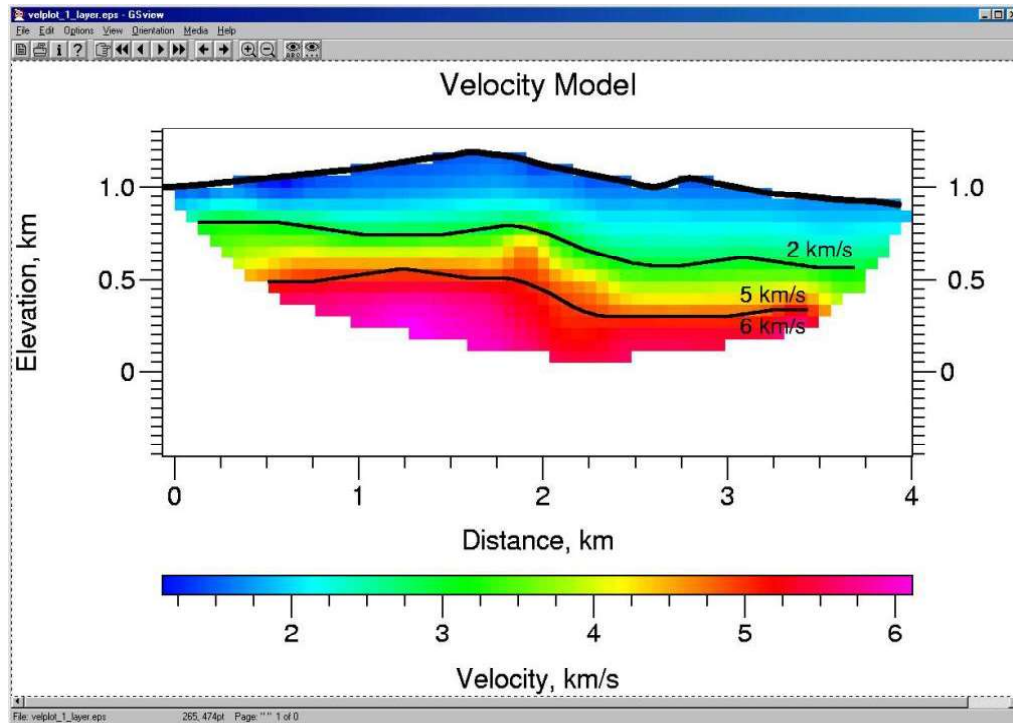 velplot_1_layer.eps - GSview
File Edit Options View Orientation Media Help
Velocity Model
1.0 1.0
2 km/s
0.5 0.5
5 km/s
6 km/s
0 0
Elevation, km
0 1 2 3 4
Distance, km
2 3 4 5 6
Velocity, km/s
File: velplot_1_layer.eps 265, 474pt Page: "" 1 of 0